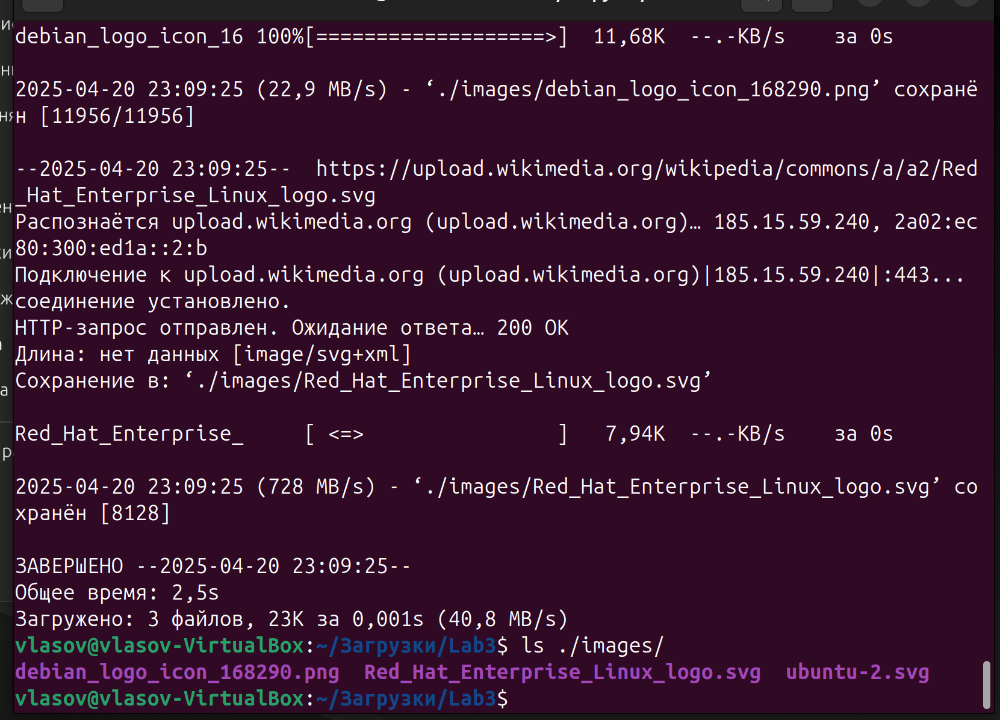 debian_logo_icon_16 100%[===================>]  11,68K  --.-KB/s    за 0s
2025-04-20 23:09:25 (22,9 MB/s) - ‘./images/debian_logo_icon_168290.png’ сохранё
н [11956/11956]
--2025-04-20 23:09:25--  https://upload.wikimedia.org/wikipedia/commons/a/a2/Red
_Hat_Enterprise_Linux_logo.svg
Распознаётся upload.wikimedia.org (upload.wikimedia.org)… 185.15.59.240, 2a02:ec
80:300:ed1a::2:b
Подключение к upload.wikimedia.org (upload.wikimedia.org)|185.15.59.240|:443...
соединение установлено.
HTTP-запрос отправлен. Ожидание ответа… 200 OK
Длина: нет данных [image/svg+xml]
Сохранение в: ‘./images/Red_Hat_Enterprise_Linux_logo.svg’
Red_Hat_Enterprise_     [ <=>                ]   7,94K  --.-KB/s    за 0s
2025-04-20 23:09:25 (728 MB/s) - ‘./images/Red_Hat_Enterprise_Linux_logo.svg’ со
хранён [8128]
ЗАВЕРШЕНО --2025-04-20 23:09:25--
Общее время: 2,5s
Загружено: 3 файлов, 23K за 0,001s (40,8 MB/s)
vlasov@vlasov-VirtualBox:~/Загрузки/Lab3$ ls ./images/
debian_logo_icon_168290.png  Red_Hat_Enterprise_Linux_logo.svg  ubuntu-2.svg
vlasov@vlasov-VirtualBox:~/Загрузки/Lab3$